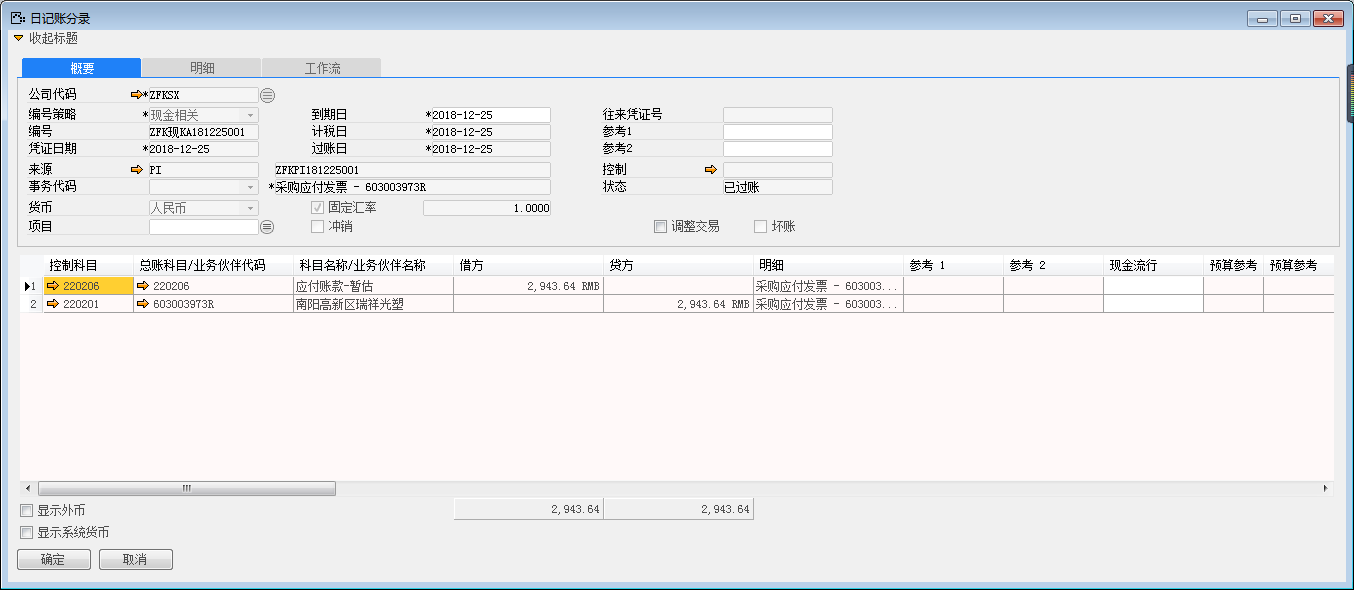 日记账分录
收起标题
概要 明细 工作流
公司代码 *ZFKSX
编号策略 *现金相关 到期日 *2018-12-25 往来凭证号
编号 ZFK现KA181225001 计税日 *2018-12-25 参考1
凭证日期 *2018-12-25 过账日 *2018-12-25 参考2
来源 PI ZFKPI181225001 控制
事务代码 *采购应付发票 - 603003973R 状态 已过账
货币 人民币 固定汇率 1.0000
项目 冲销 调整交易 坏账
控制科目 总账科目/业务伙伴代码 科目名称/业务伙伴名称 借方 贷方 明细 参考 1 参考 2 现金流行 预算参考 预算参考
1 220206 220206 应付账款-暂估 2,943.64 RMB 采购应付发票 - 603003...
2 220201 603003973R 南阳高新区瑞祥光塑 2,943.64 RMB 采购应付发票 - 603003...
显示外币 2,943.64 2,943.64
显示系统货币
确定 取消